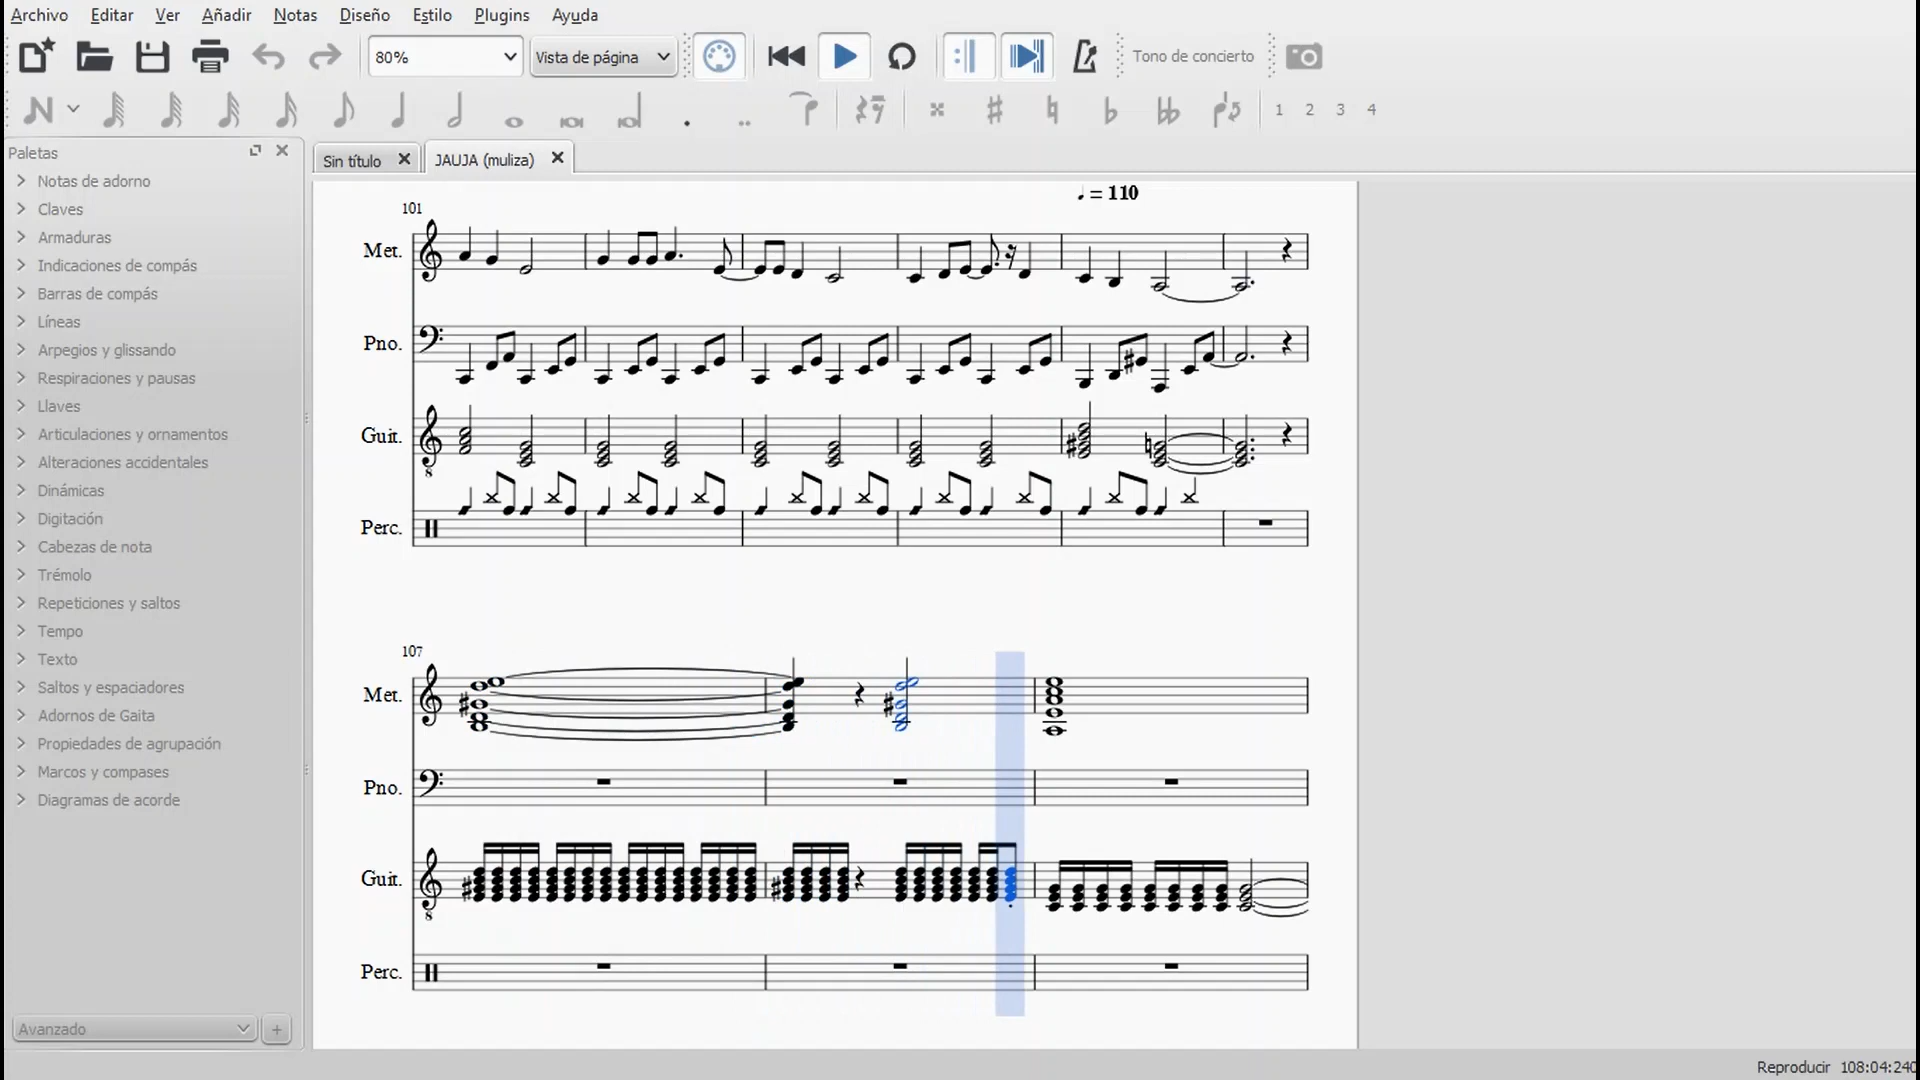 Archivo Editar Ver Añadir Notas Diseño Estilo Plugins Ayuda
80% Vista de página Tono de concierto
1 2 3 4
Paletas
Sin título JAUJA (muliza)
Notas de adorno
Claves
Armaduras
Indicaciones de compás
Barras de compás
Líneas
Arpegios y glissando
Respiraciones y pausas
Llaves
Articulaciones y ornamentos
Alteraciones accidentales
Dinámicas
Digitación
Cabezas de nota
Trémolo
Repeticiones y saltos
Tempo
Texto
Saltos y espaciadores
Adornos de Gaita
Propiedades de agrupación
Marcos y compases
Diagramas de acorde
Avanzado +
♩ = 110
101
Met.
Pno.
Guit.
8
Perc.
107
Met.
Pno.
Guit.
8
Perc.
Reproducir 108:04:240